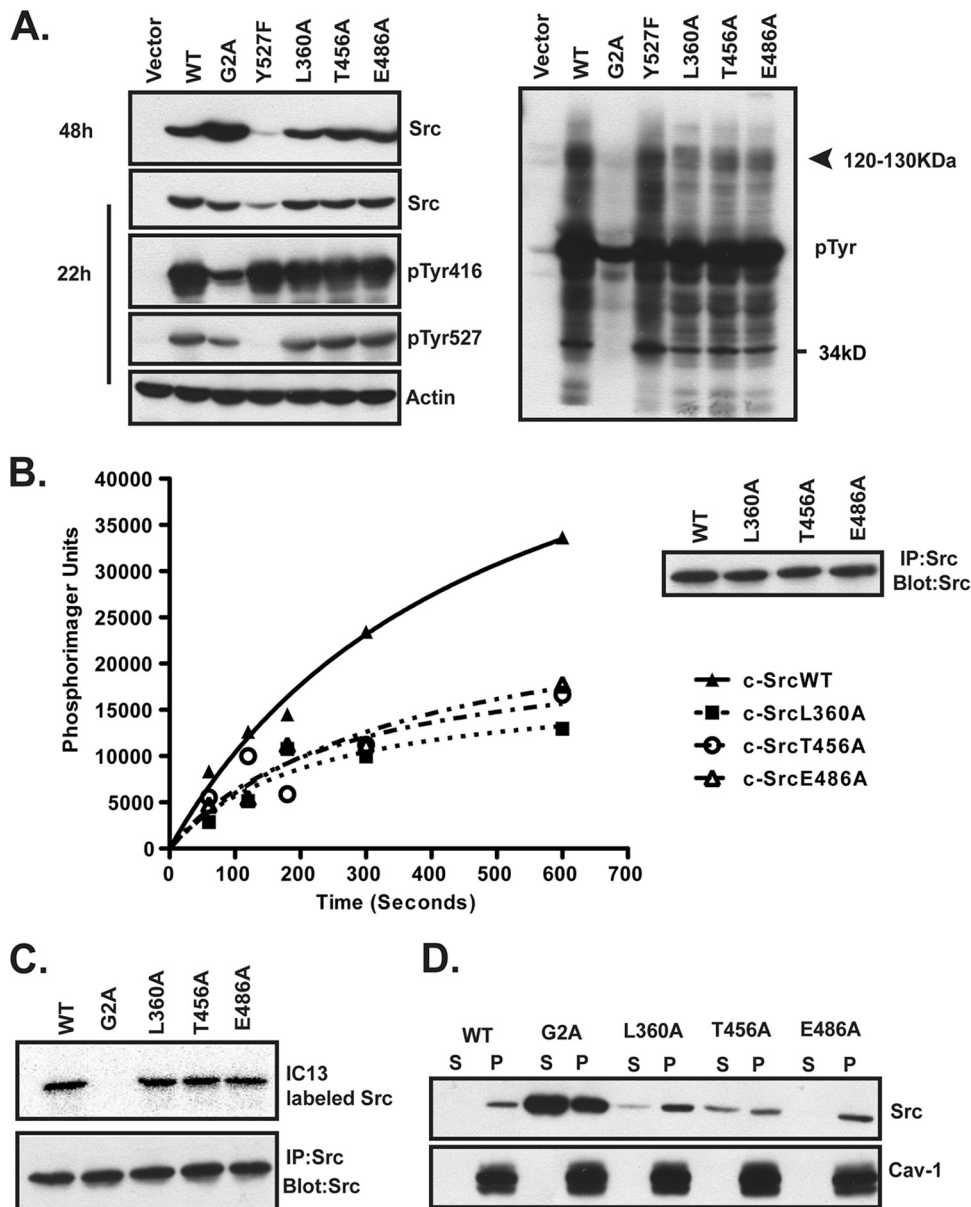 A.
Vector WT G2A Y527F L360A T456A E486A
48h Src
Src
22h pTyr416
pTyr527
Actin
Vector WT G2A Y527F L360A T456A E486A
120-130KDa
pTyr
34kD
B.
Phosphorimager Units
40000
35000
30000
25000
20000
15000
10000
5000
0
0 100 200 300 400 500 600 700
Time (Seconds)
WT L360A T456A E486A
IP:Src
Blot:Src
c-SrcWT
c-SrcL360A
c-SrcT456A
c-SrcE486A
C.
WT G2A L360A T456A E486A
IC13
labeled Src
IP:Src
Blot:Src
D.
WT G2A L360A T456A E486A
S P S P S P S P S P
Src
Cav-1